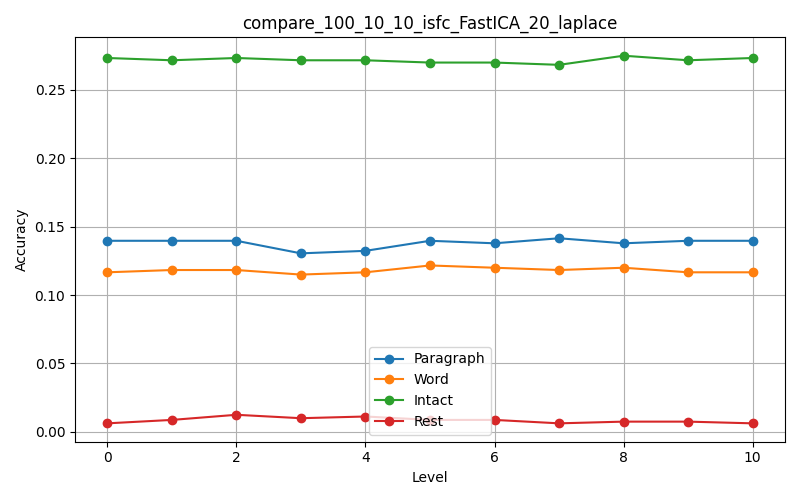 compare_100_10_10_isfc_FastICA_20_laplace
Accuracy
0.25
0.20
0.15
0.10
0.05
0.00
Paragraph
Word
Intact
Rest
0 2 4 6 8 10
Level